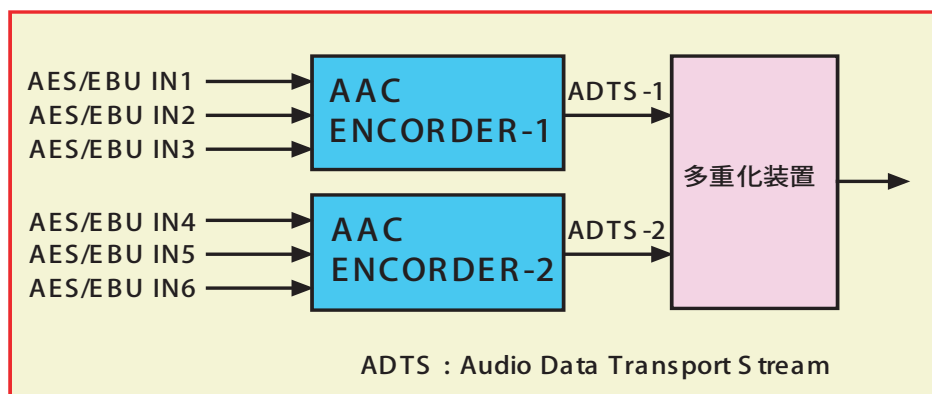 AES/EBU IN1
AES/EBU IN2
AES/EBU IN3
AAC
ENCORDER-1
ADTS-1
AES/EBU IN4
AES/EBU IN5
AES/EBU IN6
AAC
ENCORDER-2
ADTS-2
多重化装置
ADTS : Audio Data Transport Stream